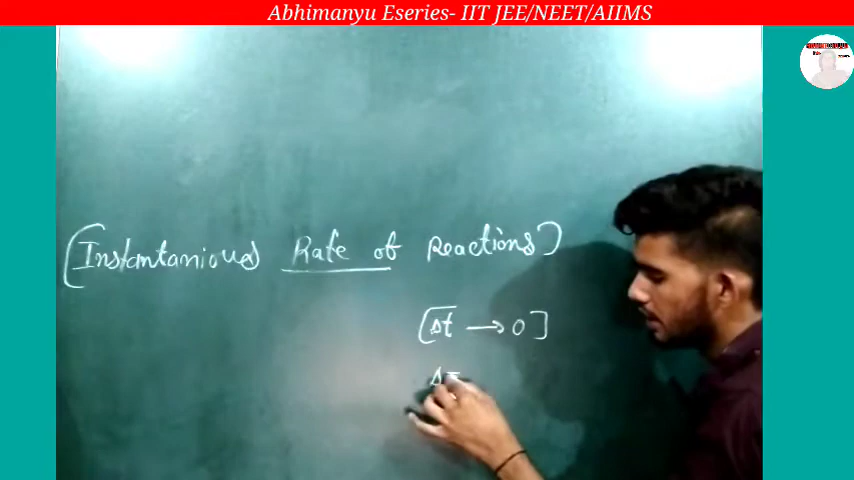 Abhimanyu Eseries- IIT JEE/NEET/AIIMS
[Instantanious Rate of Reactions]
[Δt → 0]
Δ